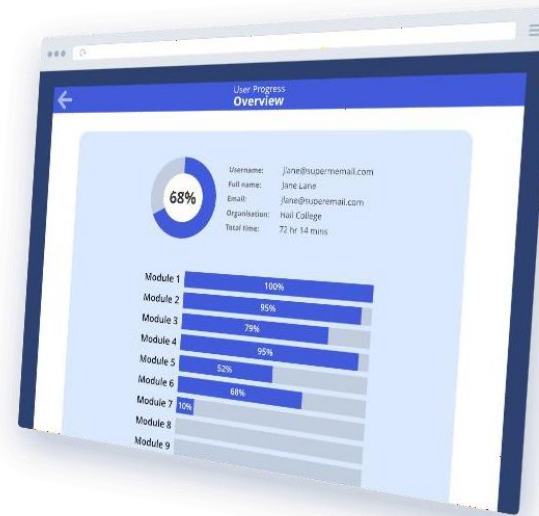 User Progress
Overview
68%
Username: jlane@supermemail.com
Full name: Jane Lane
Email: jlane@superemail.com
Organisation: Hail College
Total time: 72 hr 14 mins
Module 1 100%
Module 2 95%
Module 3 79%
Module 4 95%
Module 5 52%
Module 6 68%
Module 7 10%
Module 8
Module 9